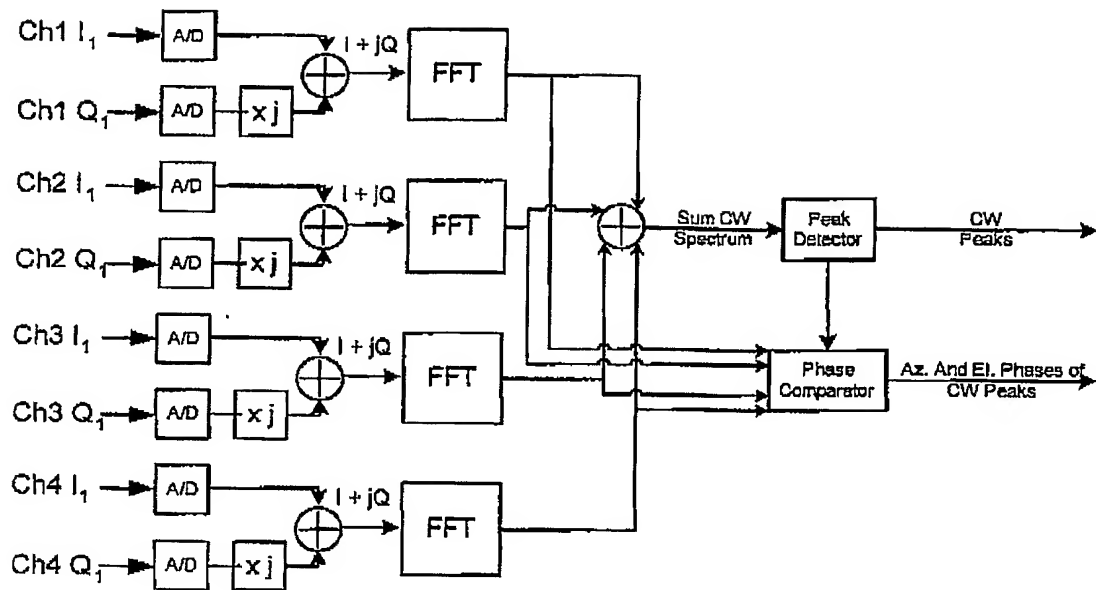 Ch1 I1
A/D
I + jQ
FFT
Ch1 Q1
A/D
x j
Ch2 I1
A/D
I + jQ
FFT
Ch2 Q1
A/D
x j
Sum CW
Spectrum
Peak
Detector
CW
Peaks
Ch3 I1
A/D
I + jQ
FFT
Ch3 Q1
A/D
x j
Phase
Comparator
Az. And El. Phases of
CW Peaks
Ch4 I1
A/D
I + jQ
FFT
Ch4 Q1
A/D
x j